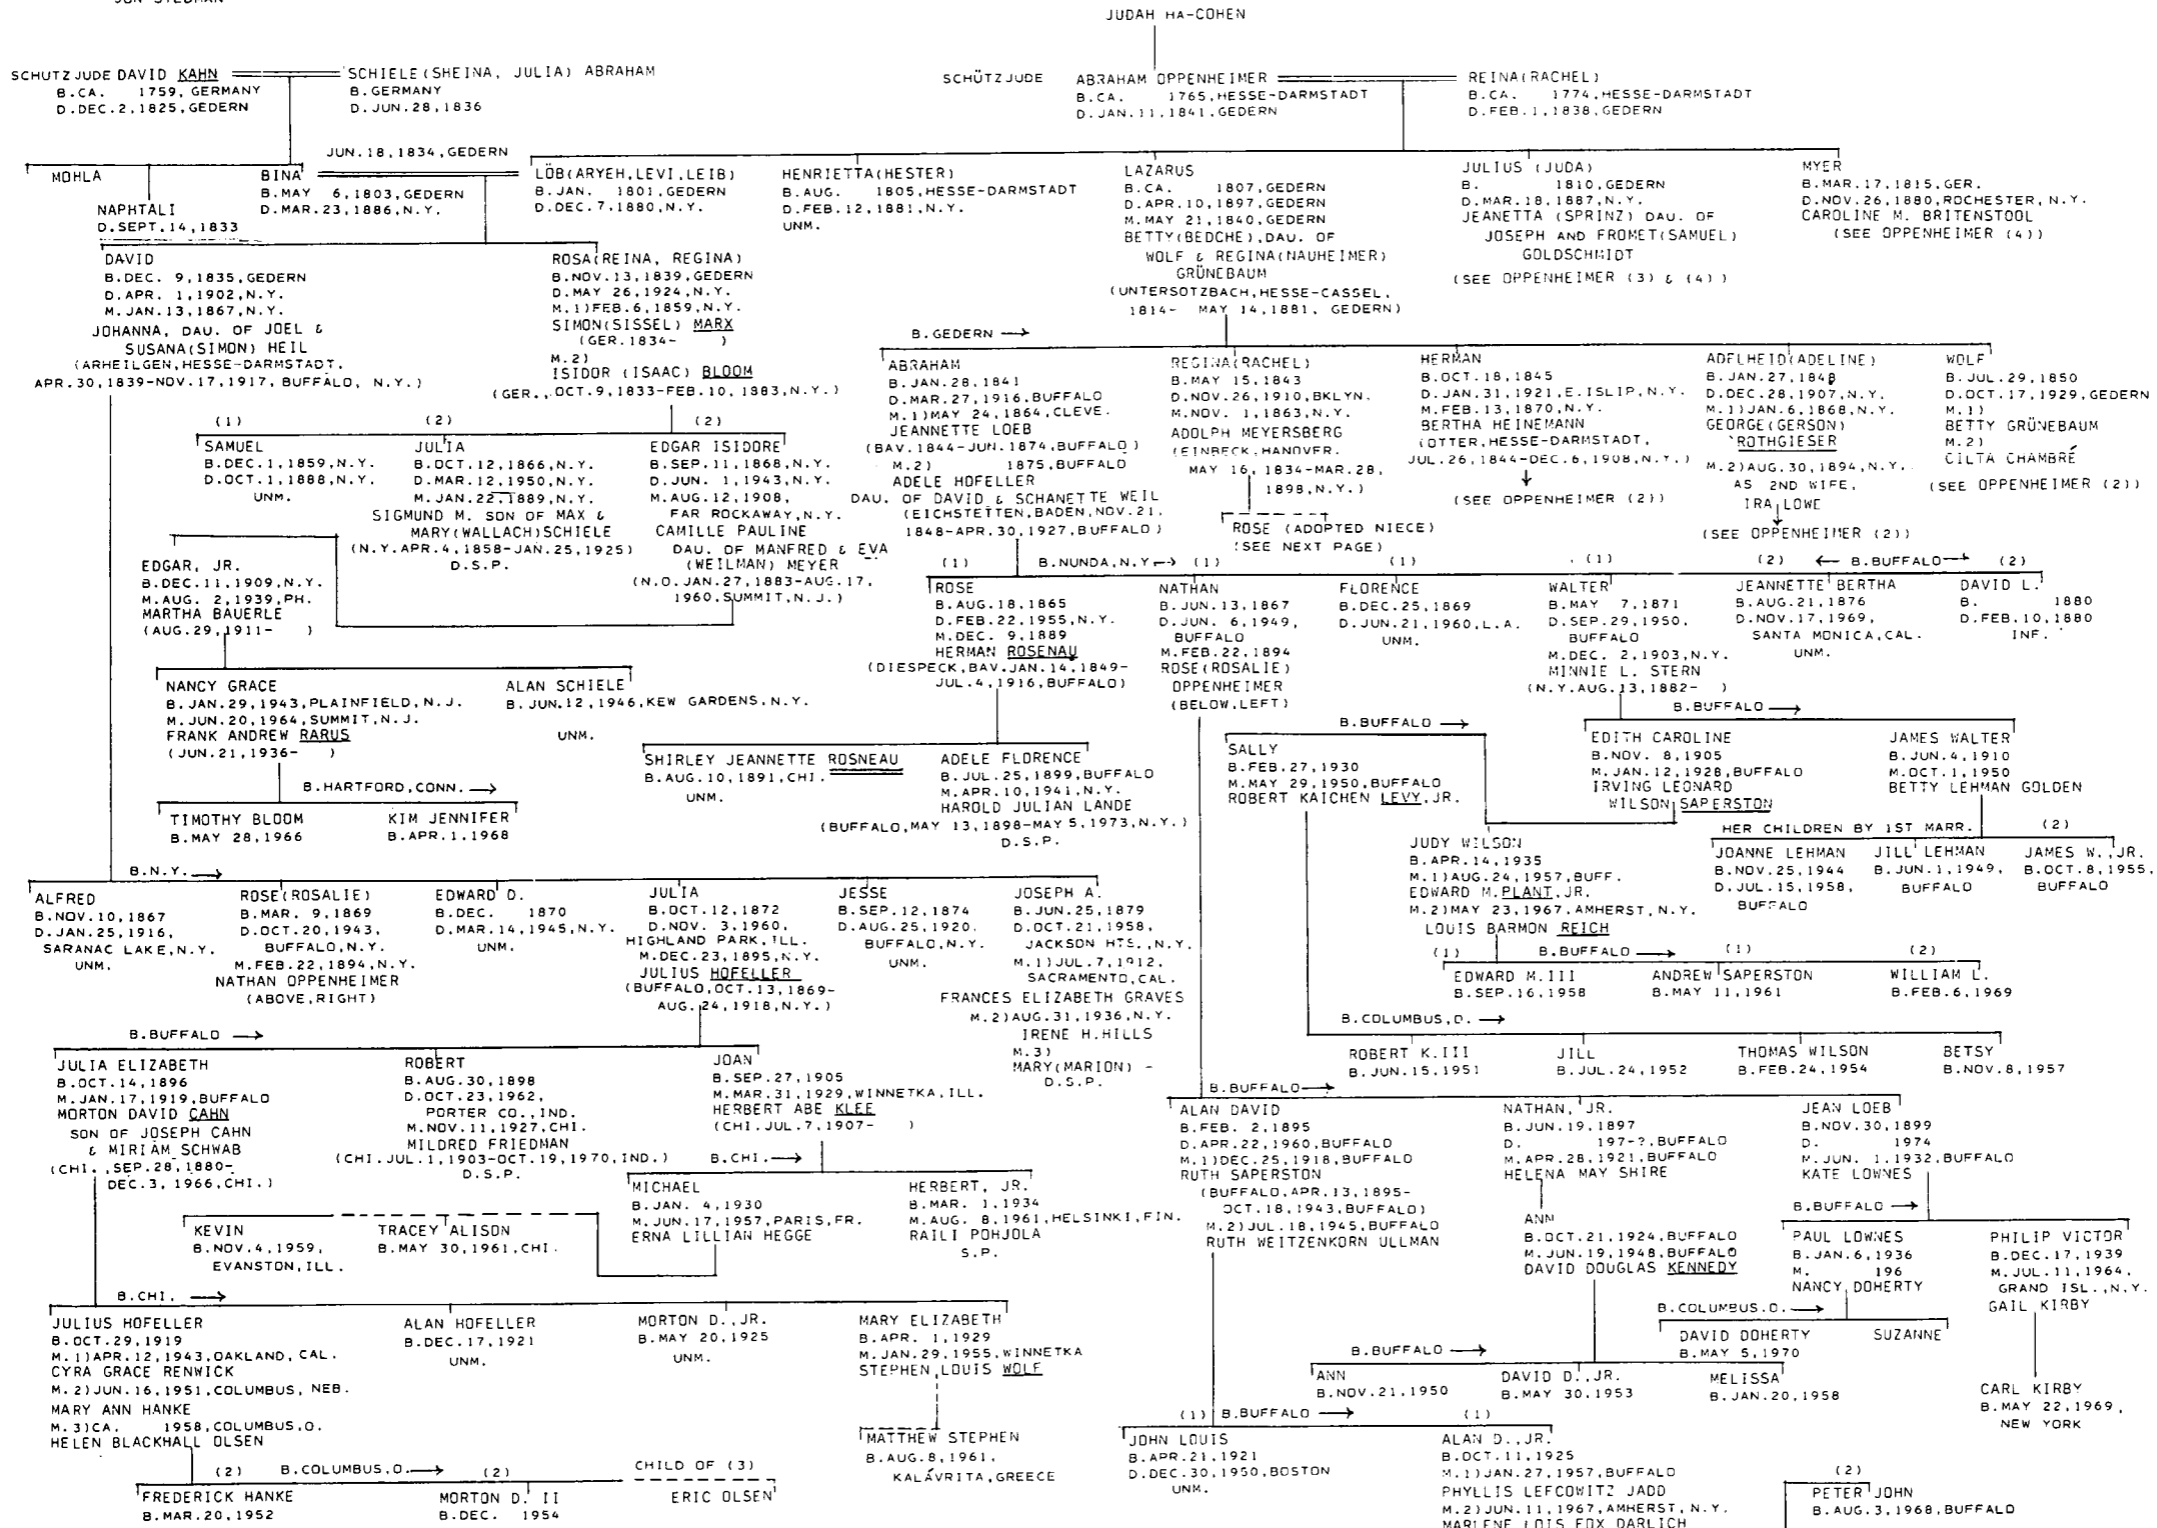 JUDAH HA-COHEN
SCHUTZJUDE DAVID KAHN
B.CA. 1759, GERMANY
D.DEC.2,1825,GEDERN
SCHIELE(SHEINA, JULIA) ABRAHAM
B.GERMANY
D.JUN.28,1836
SCHÜTZJUDE ABRAHAM OPPENHEIMER
B.CA. 1765,HESSE-DARMSTADT
D.JAN.11,1841,GEDERN
REINA(RACHEL)
B.CA. 1774,HESSE-DARMSTADT
D.FEB.1,1838,GEDERN
JUN.18,1834,GEDERN
MOHLA
NAPHTALI
D.SEPT.14,1833
BINA
B.MAY 6,1803,GEDERN
D.MAR.23,1886,N.Y.
LÖB(ARYEH,LEVI,LEIB)
B.JAN. 1801,GEDERN
D.DEC.7,1880,N.Y.
HENRIETTA(HESTER)
B.AUG. 1805,HESSE-DARMSTADT
D.FEB.12,1881,N.Y.
UNM.
LAZARUS
B.CA. 1807,GEDERN
D.APR.10,1897,GEDERN
M.MAY 21,1840,GEDERN
BETTY(BEDCHE),DAU. OF
WOLF & REGINA(NAUHEIMER)
GRÜNEBAUM
(UNTERSOTZBACH,HESSE-CASSEL,
1814- MAY 14,1881, GEDERN)
JULIUS (JUDA)
B. 1810,GEDERN
D.MAR.18,1887,N.Y.
JEANETTA (SPRINZ) DAU. OF
JOSEPH AND FROMET(SAMUEL)
GOLDSCHMIDT
(SEE OPPENHEIMER (3) & (4))
MYER
B.MAR.17,1815,GER.
D.NOV.26,1880,ROCHESTER, N.Y.
CAROLINE M. BRITENSTOOL
(SEE OPPENHEIMER (4))
DAVID
B.DEC. 9,1835,GEDERN
D.APR. 1,1902,N.Y.
M.JAN.13,1867,N.Y.
JOHANNA, DAU. OF JOEL &
SUSANA(SIMON) HEIL
(ARHEILGEN,HESSE-DARMSTADT,
APR.30,1839-NOV.17,1917, BUFFALO, N.Y.)
ROSA(REINA, REGINA)
B.NOV.13,1839,GEDERN
D.MAY 26,1924,N.Y.
M.1)FEB.6,1859,N.Y.
SIMON(SISSEL) MARX
(GER.1834- )
M.2)
ISIDOR (ISAAC) BLOOM
(GER.,OCT.9,1833-FEB.10,1883,N.Y.)
B.GEDERN →
ABRAHAM
B.JAN.28,1841
D.MAR.27,1916,BUFFALO
M.1)MAY 24,1864,CLEVE.
JEANNETTE LOEB
(BAV.1844-JUN.1874,BUFFALO)
M.2) 1875,BUFFALO
ADELE HOFELLER
DAU. OF DAVID & SCHANETTE WEIL
(EICHSTETTEN,BADEN,NOV.21,
1848-APR.30,1927,BUFFALO)
REGINA(RACHEL)
B.MAY 15,1843
D.NOV.26,1910,BKLYN.
M.NOV. 1,1863,N.Y.
ADOLPH MEYERSBERG
(EINBECK,HANOVER,
MAY 16, 1834-MAR.28,
1898,N.Y.)
ROSE (ADOPTED NIECE)
(SEE NEXT PAGE)
HERMAN
B.OCT.18,1845
D.JAN.31,1921,E.ISLIP,N.Y.
M.FEB.13,1870,N.Y.
BERTHA HEINEMANN
(OTTER,HESSE-DARMSTADT,
JUL.26,1844-DEC.6,1908,N.Y.)
(SEE OPPENHEIMER (2))
ADELHEID(ADELINE)
B.JAN.27,1848
D.DEC.28,1907,N.Y.
M.1)JAN.6,1868,N.Y.
GEORGE(GERSON)
ROTHGIESER
M.2)AUG.30,1894,N.Y.
AS 2ND WIFE,
IRA LOWE
(SEE OPPENHEIMER (2))
WOLF
B.JUL.29,1850
D.OCT.17,1929,GEDERN
M.1)
BETTY GRÜNEBAUM
M.2)
CILTA CHAMBRÉ
(SEE OPPENHEIMER (2))
(1) (2) (2)
SAMUEL
B.DEC.1,1859,N.Y.
D.OCT.1,1888,N.Y.
UNM.
JULIA
B.OCT.12,1866,N.Y.
D.MAR.12,1950,N.Y.
M.JAN.22,1889,N.Y.
SIGMUND M. SON OF MAX &
MARY(WALLACH)SCHIELE
(N.Y.APR.4,1858-JAN.25,1925)
D.S.P.
EDGAR ISIDORE
B.SEP.11,1868,N.Y.
D.JUN. 1,1943,N.Y.
M.AUG.12,1908,
FAR ROCKAWAY,N.Y.
CAMILLE PAULINE
DAU. OF MANFRED & EVA
(WEILMAN) MEYER
(N.O.JAN.27,1883-AUG.17,
1960,SUMMIT,N.J.)
EDGAR, JR.
B.DEC.11,1909,N.Y.
M.AUG. 2,1939,PH.
MARTHA BAUERLE
(AUG.29,1911- )
(1) B.NUNDA,N.Y→ (1) (1) (1) (2) ← B.BUFFALO → (2)
ROSE
B.AUG.18,1865
D.FEB.22,1955,N.Y.
M.DEC. 9,1889
HERMAN ROSENAU
(DIESPECK,BAV.JAN.14,1849-
JUL.4,1916,BUFFALO)
NATHAN
B.JUN.13,1867
D.JUN. 6,1949,
BUFFALO
M.FEB.22,1894
ROSE(ROSALIE)
OPPENHEIMER
(BELOW,LEFT)
FLORENCE
B.DEC.25,1869
D.JUN.21,1960,L.A.
UNM.
WALTER
B.MAY 7,1871
D.SEP.29,1950,
BUFFALO
M.DEC. 2,1903,N.Y.
MINNIE L. STERN
(N.Y.AUG.13,1882- )
JEANNETTE BERTHA
B.AUG.21,1876
D.NOV.17,1969,
SANTA MONICA,CAL.
UNM.
DAVID L.
B. 1880
D.FEB.10,1880
INF.
NANCY GRACE
B.JAN.29,1943,PLAINFIELD,N.J.
M.JUN.20,1964,SUMMIT,N.J.
FRANK ANDREW RARUS
(JUN.21,1936- )
ALAN SCHIELE
B.JUN.12,1946,KEW GARDENS,N.Y.
UNM.
B.HARTFORD,CONN. →
TIMOTHY BLOOM
B.MAY 28,1966
KIM JENNIFER
B.APR.1,1968
SHIRLEY JEANNETTE ROSNEAU
B.AUG.10,1891,CHI.
UNM.
ADELE FLORENCE
B.JUL.25,1899,BUFFALO
M.APR.10,1941,N.Y.
HAROLD JULIAN LANDE
(BUFFALO,MAY 13,1898-MAY 5,1973,N.Y.)
D.S.P.
B.BUFFALO →
SALLY
B.FEB.27,1930
M.MAY 29,1950,BUFFALO
ROBERT KAICHEN LEVY,JR.
B.BUFFALO →
EDITH CAROLINE
B.NOV. 8,1905
M.JAN.12,1928,BUFFALO
IRVING LEONARD
WILSON SAPERSTON
JAMES WALTER
B.JUN.4,1910
M.OCT.1,1950
BETTY LEHMAN GOLDEN
JUDY WILSON
B.APR.14,1935
M.1)AUG.24,1957,BUFF.
EDWARD M.PLANT,JR.
M.2)MAY 23,1967,AMHERST,N.Y.
LOUIS BARMON REICH
HER CHILDREN BY 1ST MARR. (2)
JOANNE LEHMAN
B.NOV.25,1944
D.JUL.15,1958,
BUFFALO
JILL LEHMAN
B.JUN.1,1949,
BUFFALO
JAMES W.,JR.
B.OCT.8,1955,
BUFFALO
(1) B.BUFFALO → (1) (2)
EDWARD M.III
B.SEP.16,1958
ANDREW SAPERSTON
B.MAY 11,1961
WILLIAM L.
B.FEB.6,1969
B.N.Y. →
ALFRED
B.NOV.10,1867
D.JAN.25,1916,
SARANAC LAKE,N.Y.
UNM.
ROSE(ROSALIE)
B.MAR. 9,1869
D.OCT.20,1943,
BUFFALO,N.Y.
M.FEB.22,1894,N.Y.
NATHAN OPPENHEIMER
(ABOVE,RIGHT)
EDWARD D.
B.DEC. 1870
D.MAR.14,1945,N.Y.
UNM.
JULIA
B.OCT.12,1872
D.NOV. 3,1960,
HIGHLAND PARK,ILL.
M.DEC.23,1895,N.Y.
JULIUS HOFELLER
(BUFFALO,OCT.13,1869-
AUG.24,1918,N.Y.)
JESSE
B.SEP.12,1874
D.AUG.25,1920,
BUFFALO,N.Y.
UNM.
JOSEPH A.
B.JUN.25,1879
D.OCT.21,1958,
JACKSON HTS.,N.Y.
M.1)JUL.7,1912,
SACRAMENTO,CAL.
FRANCES ELIZABETH GRAVES
M.2)AUG.31,1936,N.Y.
IRENE H.HILLS
M.3)
MARY(MARION) -
D.S.P.
B.COLUMBUS,O. →
ROBERT K.III
B.JUN.15,1951
JILL
B.JUL.24,1952
THOMAS WILSON
B.FEB.24,1954
BETSY
B.NOV.8,1957
B.BUFFALO →
JULIA ELIZABETH
B.OCT.14,1896
M.JAN.17,1919,BUFFALO
MORTON DAVID CAHN
SON OF JOSEPH CAHN
& MIRIAM SCHWAB
(CHI.,SEP.28,1880-
DEC.3, 1966,CHI.)
ROBERT
B.AUG.30,1898
D.OCT.23,1962,
PORTER CO.,IND.
M.NOV.11,1927,CHI.
MILDRED FRIEDMAN
(CHI.JUL.1,1903-OCT.19,1970,IND.)
D.S.P.
JOAN
B.SEP.27,1905
M.MAR.31,1929,WINNETKA,ILL.
HERBERT ABE KLEE
(CHI.JUL.7,1907- )
B.CHI. →
MICHAEL
B.JAN. 4,1930
M.JUN.17,1957,PARIS,FR.
ERNA LILLIAN HEGGE
HERBERT, JR.
B.MAR. 1,1934
M.AUG. 8,1961,HELSINKI,FIN.
RAILI POHJOLA
S.P.
KEVIN
B.NOV.4,1959,
EVANSTON,ILL.
TRACEY ALISON
B.MAY 30,1961,CHI.
B.BUFFALO →
ALAN DAVID
B.FEB. 2,1895
D.APR.22,1960,BUFFALO
M.1)DEC.25,1918,BUFFALO
RUTH SAPERSTON
(BUFFALO,APR.13,1895-
OCT.18,1943,BUFFALO)
M.2)JUL.18,1945,BUFFALO
RUTH WEITZENKORN ULLMAN
NATHAN, JR.
B.JUN.19,1897
D. 197-?,BUFFALO
M.APR.28,1921,BUFFALO
HELENA MAY SHIRE
JEAN LOEB
B.NOV.30,1899
D. 1974
M.JUN. 1,1932,BUFFALO
KATE LOWNES
ANN
B.OCT.21,1924,BUFFALO
M.JUN.19,1948,BUFFALO
DAVID DOUGLAS KENNEDY
B.BUFFALO →
PAUL LOWNES
B.JAN.6,1936
M. 196
NANCY DOHERTY
PHILIP VICTOR
B.DEC.17,1939
M.JUL.11,1964,
GRAND ISL.,N.Y.
GAIL KIRBY
B.COLUMBUS.O. →
DAVID DOHERTY
B.MAY 5,1970
SUZANNE
CARL KIRBY
B.MAY 22,1969,
NEW YORK
B.BUFFALO →
ANN
B.NOV.21,1950
DAVID D.,JR.
B.MAY 30,1953
MELISSA
B.JAN.20,1958
B.CHI. →
JULIUS HOFELLER
B.OCT.29,1919
M.1)APR.12,1943,OAKLAND, CAL.
CYRA GRACE RENWICK
M.2)JUN.16,1951,COLUMBUS, NEB.
MARY ANN HANKE
M.3)CA. 1958,COLUMBUS,O.
HELEN BLACKHALL OLSEN
ALAN HOFELLER
B.DEC.17,1921
UNM.
MORTON D.,JR.
B.MAY 20,1925
UNM.
MARY ELIZABETH
B.APR. 1,1929
M.JAN.29,1955,WINNETKA
STEPHEN LOUIS WOLF
MATTHEW STEPHEN
B.AUG.8,1961,
KALÁVRITA,GREECE
(2) B.COLUMBUS,O. → (2) CHILD OF (3)
FREDERICK HANKE
B.MAR.20,1952
MORTON D. II
B.DEC. 1954
ERIC OLSEN
(1) B.BUFFALO → (1)
JOHN LOUIS
B.APR.21,1921
D.DEC.30,1950,BOSTON
UNM.
ALAN D.,JR.
B.OCT.11,1925
M.1)JAN.27,1957,BUFFALO
PHYLLIS LEFCOWITZ JADD
M.2)JUN.11,1967,AMHERST, N.Y.
MARLENE LOIS FOX DARLICH
(2)
PETER JOHN
B.AUG.3,1968,BUFFALO